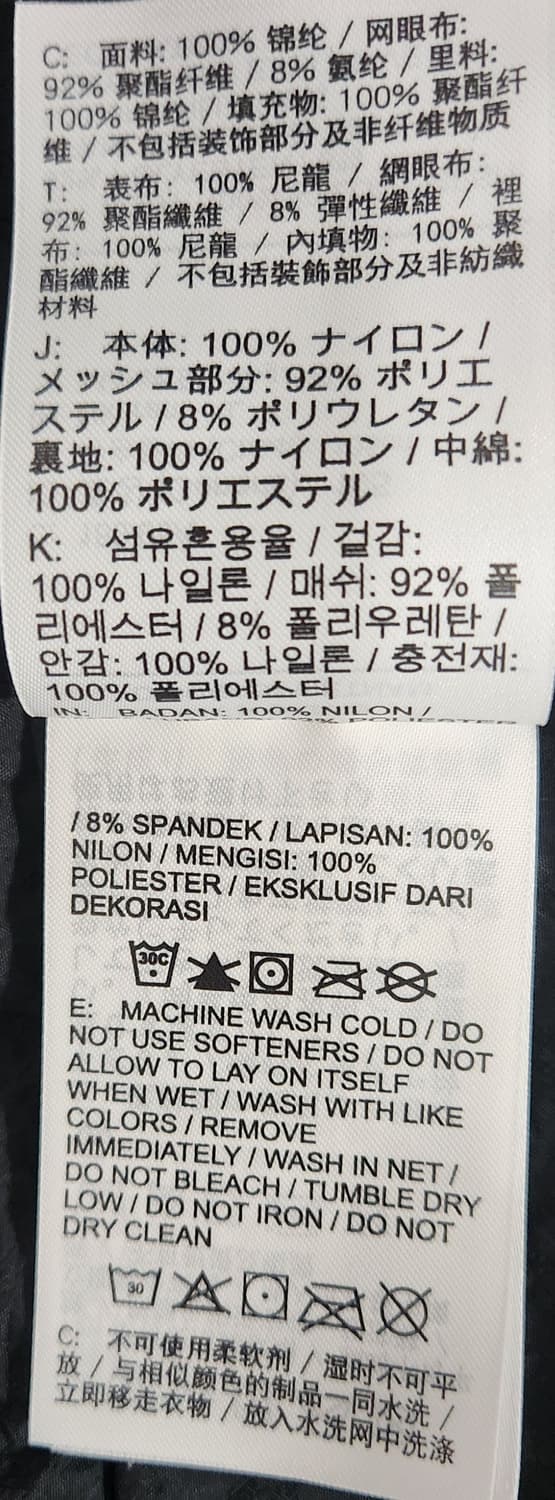 C: 面料: 100% 锦纶 / 网眼布:
92% 聚酯纤维 / 8% 氨纶 / 里料:
100% 锦纶 / 填充物: 100% 聚酯纤
维 / 不包括装饰部分及非纤维物质
T: 表布: 100% 尼龍 / 網眼布:
92% 聚酯纖維 / 8% 彈性纖維 / 裡
布: 100% 尼龍 / 內填物: 100% 聚
酯纖維 / 不包括裝飾部分及非紡織
材料
J: 本体: 100% ナイロン /
メッシュ部分: 92% ポリエ
ステル / 8% ポリウレタン /
裏地: 100% ナイロン / 中綿:
100% ポリエステル
K: 섬유혼용율 / 겉감:
100% 나일론 / 매쉬: 92% 폴
리에스터 / 8% 폴리우레탄 /
안감: 100% 나일론 / 충전재:
100% 폴리에스터
IN: BADAN: 100% NILON /
92% POLIESTER
/ 8% SPANDEK / LAPISAN: 100%
NILON / MENGISI: 100%
POLIESTER / EKSKLUSIF DARI
DEKORASI
30C
E: MACHINE WASH COLD / DO
NOT USE SOFTENERS / DO NOT
ALLOW TO LAY ON ITSELF
WHEN WET / WASH WITH LIKE
COLORS / REMOVE
IMMEDIATELY / WASH IN NET /
DO NOT BLEACH / TUMBLE DRY
LOW / DO NOT IRON / DO NOT
DRY CLEAN
30
C: 不可使用柔软剂 / 湿时不可平
放 / 与相似颜色的制品一同水洗 /
立即移走衣物 / 放入水洗网中洗涤